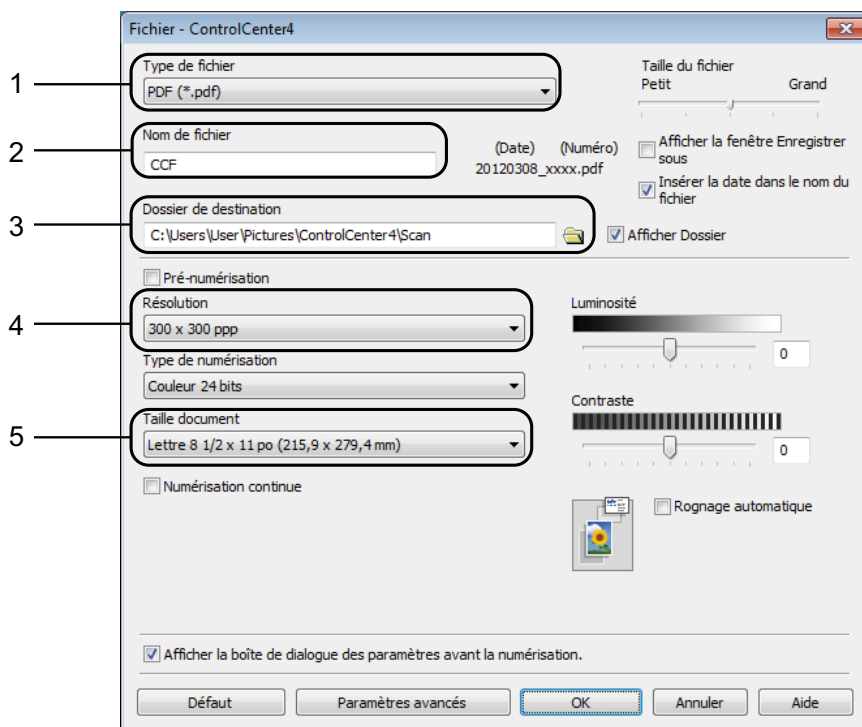 Fichier - ControlCenter4
1
Type de fichier
PDF (*.pdf)
Taille du fichier
Petit Grand
2
Nom de fichier
CCF
(Date) (Numéro)
20120308_xxxx.pdf
Afficher la fenêtre Enregistrer
sous
Insérer la date dans le nom du
fichier
3
Dossier de destination
C:\Users\User\Pictures\ControlCenter4\Scan
Afficher Dossier
Pré-numérisation
4
Résolution
300 x 300 ppp
Type de numérisation
Couleur 24 bits
5
Taille document
Lettre 8 1/2 x 11 po (215,9 x 279,4 mm)
Numérisation continue
Luminosité
0
Contraste
0
Rognage automatique
Afficher la boîte de dialogue des paramètres avant la numérisation.
Défaut Paramètres avancés OK Annuler Aide